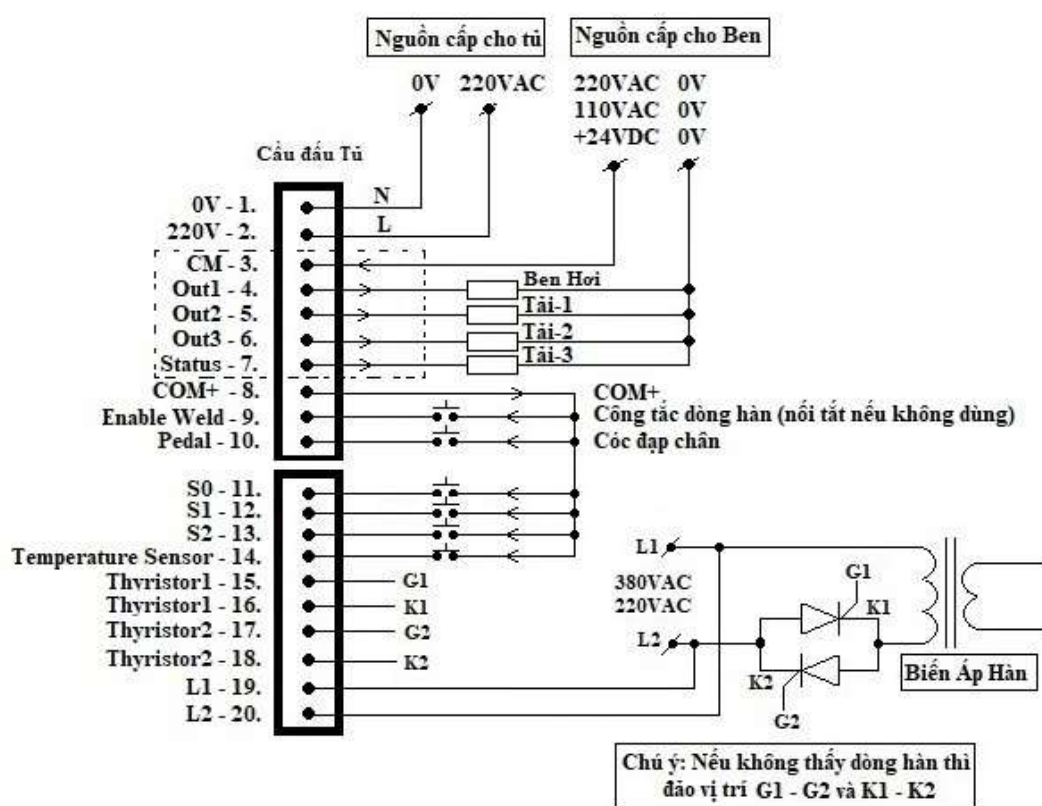 Nguồn cấp cho tủ
Nguồn cấp cho Ben
0V 220VAC
220VAC 0V
110VAC 0V
+24VDC 0V
Cầu đấu Tủ
0V - 1.
N
220V - 2.
L
CM - 3.
Out1 - 4.
Ben Hơi
Out2 - 5.
Tải-1
Out3 - 6.
Tải-2
Status - 7.
Tải-3
COM+ - 8.
COM+
Enable Weld - 9.
Công tắc dòng hàn (nối tắt nếu không dùng)
Pedal - 10.
Cóc đạp chân
S0 - 11.
S1 - 12.
S2 - 13.
Temperature Sensor - 14.
Thyristor1 - 15.
G1
Thyristor1 - 16.
K1
Thyristor2 - 17.
G2
Thyristor2 - 18.
K2
L1 - 19.
L2 - 20.
L1
380VAC
220VAC
L2
G1
K1
K2
G2
Biến Áp Hàn
Chú ý: Nếu không thấy dòng hàn thì
đảo vị trí G1 - G2 và K1 - K2